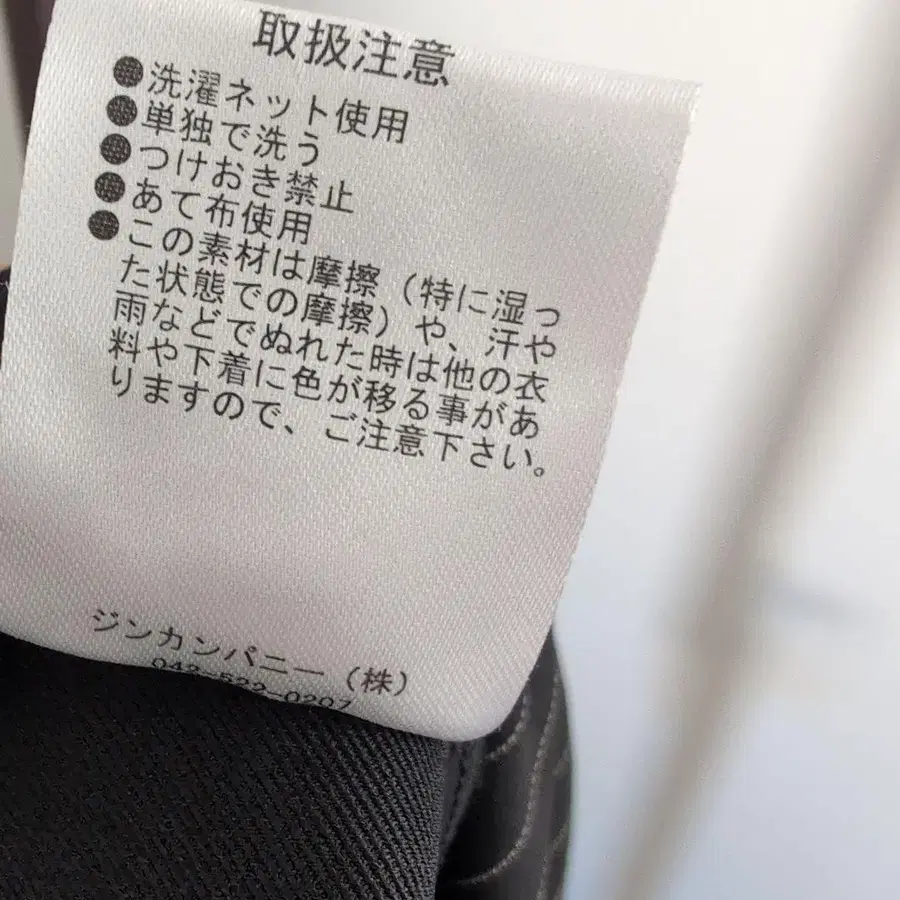 取扱注意
●洗濯ネット使用
●単独で洗う
●つけおき禁止
●あて布使用
●この素材は摩擦（特に湿っ
た状態での摩擦）や、汗や
雨などでぬれた時は他の衣
料や下着に色が移る事があ
りますので、ご注意下さい。
ジンカンパニー（株）
042-522-0207